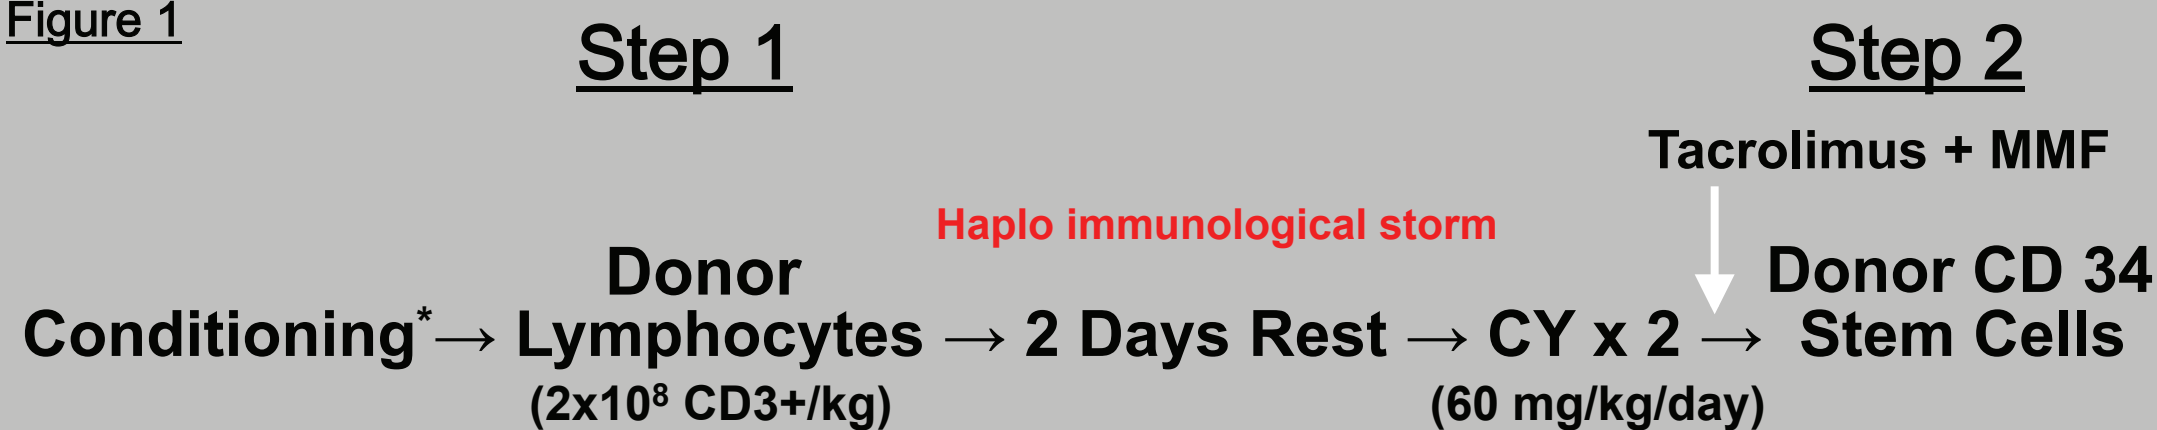 Figure 1
Step 1
Step 2
Tacrolimus + MMF
Haplo immunological storm
Donor
Donor CD 34
Conditioning* → Lymphocytes → 2 Days Rest → CY x 2 → Stem Cells
(2x10⁸ CD3+/kg)
(60 mg/kg/day)